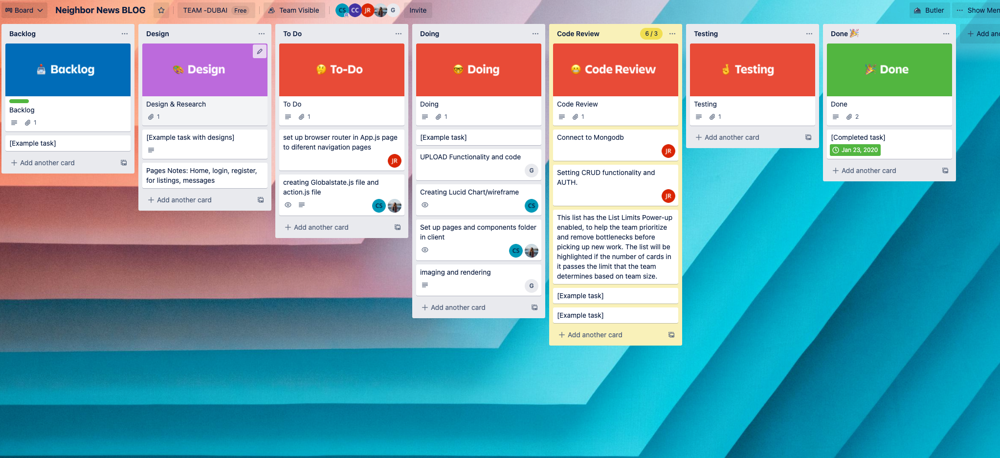 Board
Neighbor News BLOG
TEAM -DUBAI Free
Team Visible
CS
CC
JR
G
Invite
Butler
Show
Backlog
Backlog
Backlog
1
[Example task]
Add another card
Design
Design
Design & Research
1
[Example task with designs]
Pages Notes: Home, login, register,
for listings, messages
Add another card
To Do
To-Do
To Do
1
set up browser router in App.js page
to diferent navigation pages
JR
creating Globalstate.js file and
action.js file
CS
Add another card
Doing
Doing
Doing
1
[Example task]
UPLOAD Functionality and code
G
Creating Lucid Chart/wireframe
CS
Set up pages and components folder
in client
CS
imaging and rendering
G
Add another card
Code Review
6 / 3
Code Review
Code Review
1
Connect to Mongodb
JR
Setting CRUD functionality and
AUTH.
JR
This list has the List Limits Power-up
enabled, to help the team prioritize
and remove bottlenecks before
picking up new work. The list will be
highlighted if the number of cards in
it passes the limit that the team
determines based on team size.
[Example task]
[Example task]
Add another card
Testing
Testing
Testing
1
Add another card
Done
Done
Done
2
[Completed task]
Jan 23, 2020
Add another card
Add